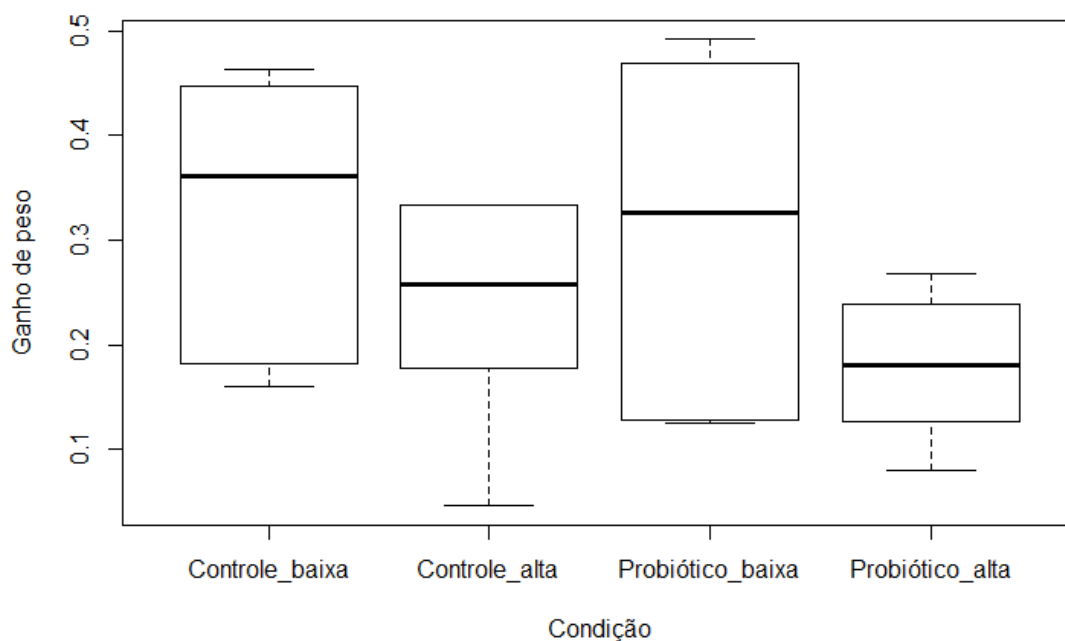 Ganho de peso
0.5
0.4
0.3
0.2
0.1
Controle_baixa
Controle_alta
Probiótico_baixa
Probiótico_alta
Condição